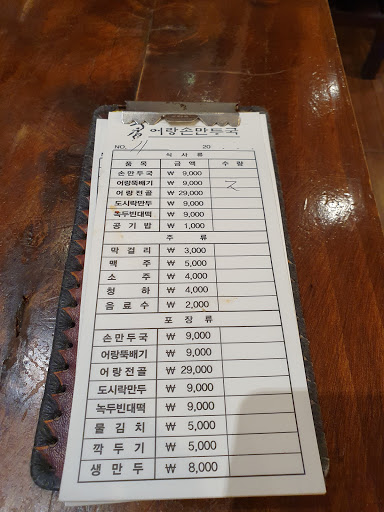 어랑손만두국
NO. 11 20
식 사 류
품 목 금 액 수 량
손만두국 ₩ 9,000
어랑뚝배기 ₩ 9,000 ㅈ
어랑전골 ₩ 29,000
도시락만두 ₩ 9,000
녹두빈대떡 ₩ 9,000
공 기 밥 ₩ 1,000
주 류
막 걸 리 ₩ 3,000
맥 주 ₩ 5,000
소 주 ₩ 4,000
청 하 ₩ 4,000
음 료 수 ₩ 2,000
포 장 류
손만두국 ₩ 9,000
어랑뚝배기 ₩ 9,000
어랑전골 ₩ 29,000
도시락만두 ₩ 9,000
녹두빈대떡 ₩ 9,000
물 김 치 ₩ 5,000
깍 두 기 ₩ 5,000
생 만 두 ₩ 8,000